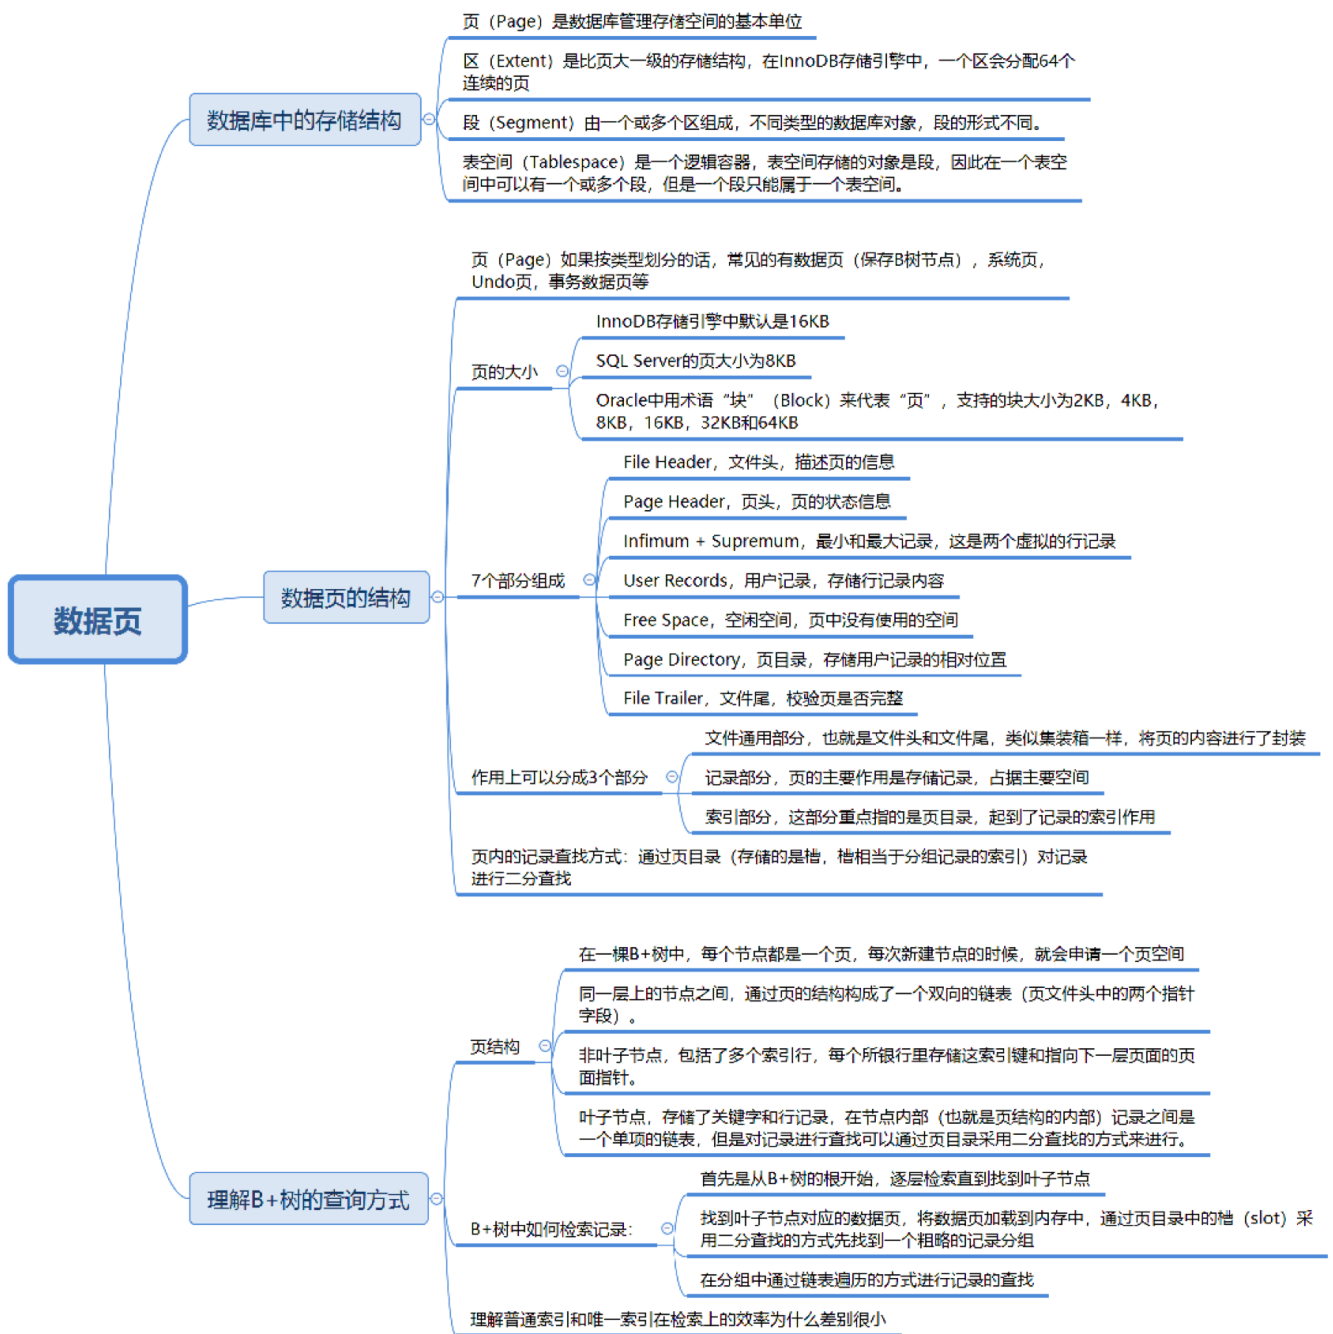 数据页
数据库中的存储结构
页（Page）是数据库管理存储空间的基本单位
区（Extent）是比页大一级的存储结构，在InnoDB存储引擎中，一个区会分配64个
连续的页
段（Segment）由一个或多个区组成，不同类型的数据库对象，段的形式不同。
表空间（Tablespace）是一个逻辑容器，表空间存储的对象是段，因此在一个表空
间中可以有一个或多个段，但是一个段只能属于一个表空间。
数据页的结构
页（Page）如果按类型划分的话，常见的有数据页（保存B树节点），系统页，
Undo页，事务数据页等
页的大小
InnoDB存储引擎中默认是16KB
SQL Server的页大小为8KB
Oracle中用术语“块”（Block）来代表“页”，支持的块大小为2KB，4KB，
8KB，16KB，32KB和64KB
7个部分组成
File Header，文件头，描述页的信息
Page Header，页头，页的状态信息
Infimum + Supremum，最小和最大记录，这是两个虚拟的行记录
User Records，用户记录，存储行记录内容
Free Space，空闲空间，页中没有使用的空间
Page Directory，页目录，存储用户记录的相对位置
File Trailer，文件尾，校验页是否完整
作用上可以分成3个部分
文件通用部分，也就是文件头和文件尾，类似集装箱一样，将页的内容进行了封装
记录部分，页的主要作用是存储记录，占据主要空间
索引部分，这部分重点指的是页目录，起到了记录的索引作用
页内的记录查找方式：通过页目录（存储的是槽，槽相当于分组记录的索引）对记录
进行二分查找
理解B+树的查询方式
页结构
在一棵B+树中，每个节点都是一个页，每次新建节点的时候，就会申请一个页空间
同一层上的节点之间，通过页的结构构成了一个双向的链表（页文件头中的两个指针
字段）。
非叶子节点，包括了多个索引行，每个所银行里存储这索引键和指向下一层页面的页
面指针。
叶子节点，存储了关键字和行记录，在节点内部（也就是页结构的内部）记录之间是
一个单项的链表，但是对记录进行查找可以通过页目录采用二分查找的方式来进行。
B+树中如何检索记录：
首先是从B+树的根开始，逐层检索直到找到叶子节点
找到叶子节点对应的数据页，将数据页加载到内存中，通过页目录中的槽（slot）采
用二分查找的方式先找到一个粗略的记录分组
在分组中通过链表遍历的方式进行记录的查找
理解普通索引和唯一索引在检索上的效率为什么差别很小